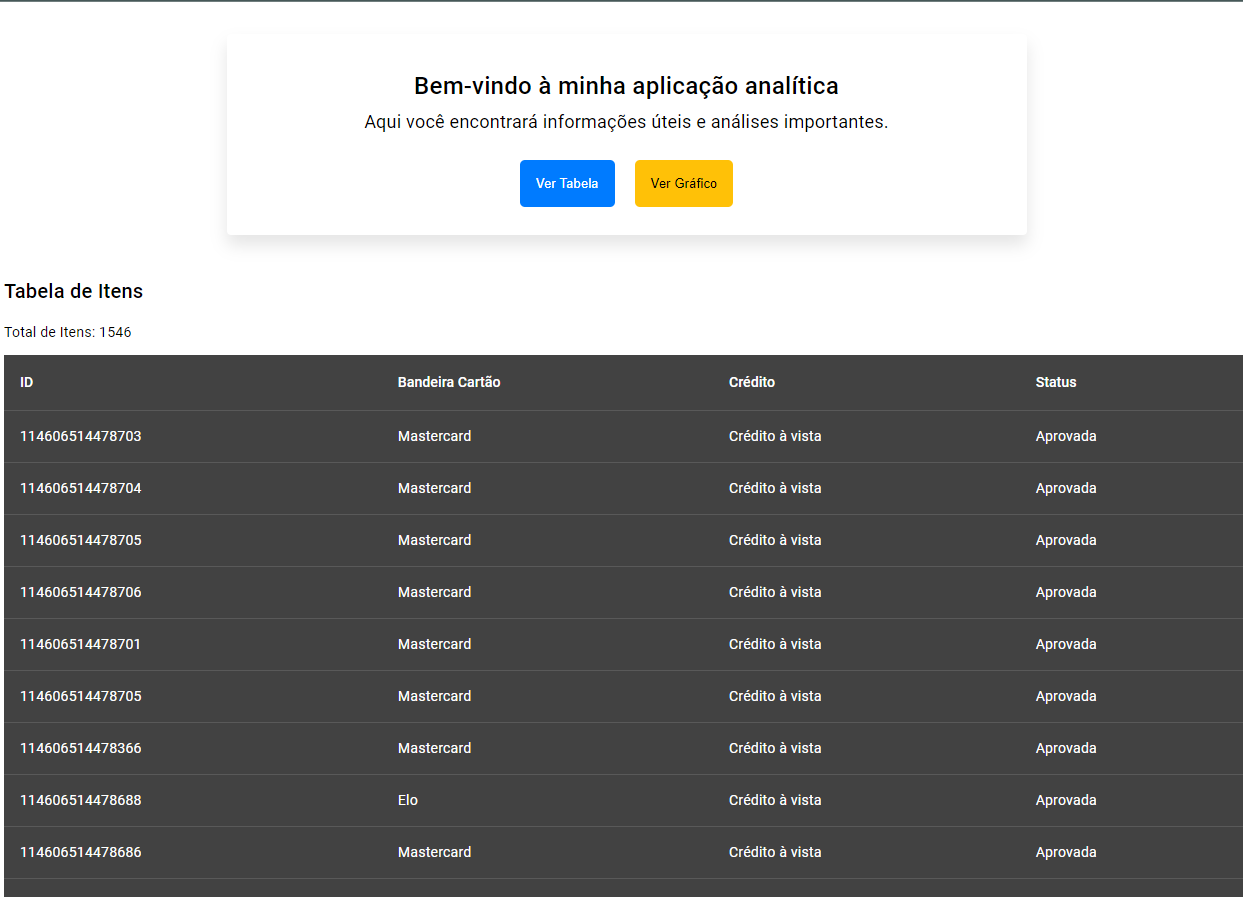 Bem-vindo à minha aplicação analítica
Aqui você encontrará informações úteis e análises importantes.
Ver Tabela Ver Gráfico
Tabela de Itens
Total de Itens: 1546
ID Bandeira Cartão Crédito Status
114606514478703 Mastercard Crédito à vista Aprovada
114606514478704 Mastercard Crédito à vista Aprovada
114606514478705 Mastercard Crédito à vista Aprovada
114606514478706 Mastercard Crédito à vista Aprovada
114606514478701 Mastercard Crédito à vista Aprovada
114606514478705 Mastercard Crédito à vista Aprovada
114606514478366 Mastercard Crédito à vista Aprovada
114606514478688 Elo Crédito à vista Aprovada
114606514478686 Mastercard Crédito à vista Aprovada